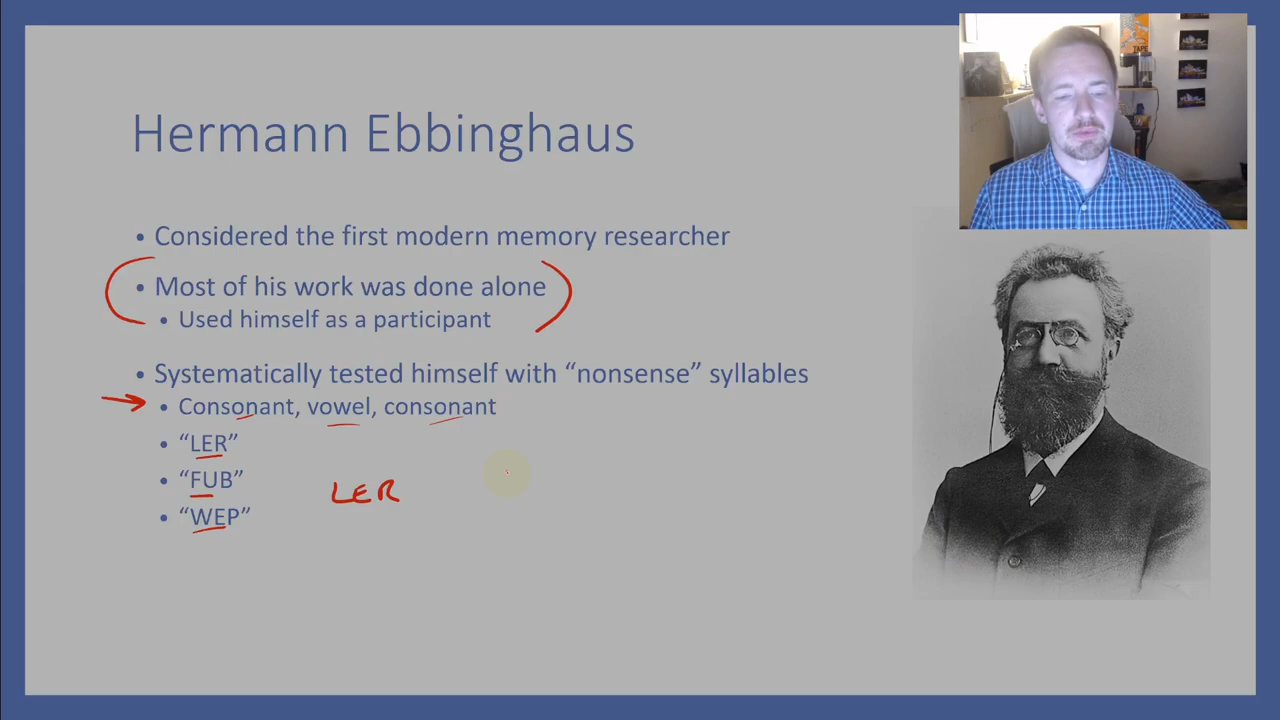 Hermann Ebbinghaus
• Considered the first modern memory researcher
• Most of his work was done alone
• Used himself as a participant
• Systematically tested himself with “nonsense” syllables
• Consonant, vowel, consonant
• “LER”
• “FUB”
• “WEP”
LER
TAPE